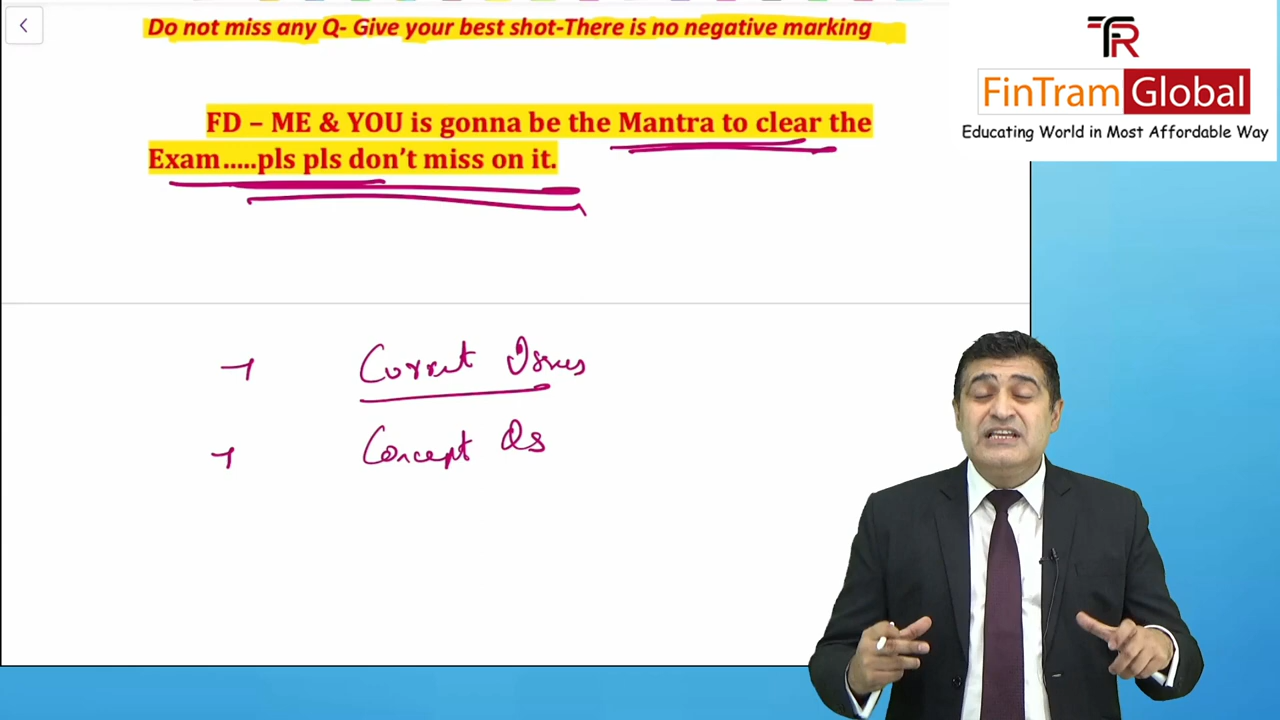 Do not miss any Q- Give your best shot-There is no negative marking
TFR
FinTram Global
Educating World in Most Affordable Way
FD – ME & YOU is gonna be the Mantra to clear the
Exam.....pls pls don't miss on it.
Current Issues
Concept Qs